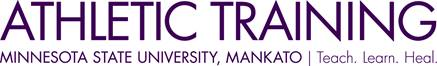 ATHLETIC TRAINING
MINNESOTA STATE UNIVERSITY, MANKATO | Teach. Learn. Heal.